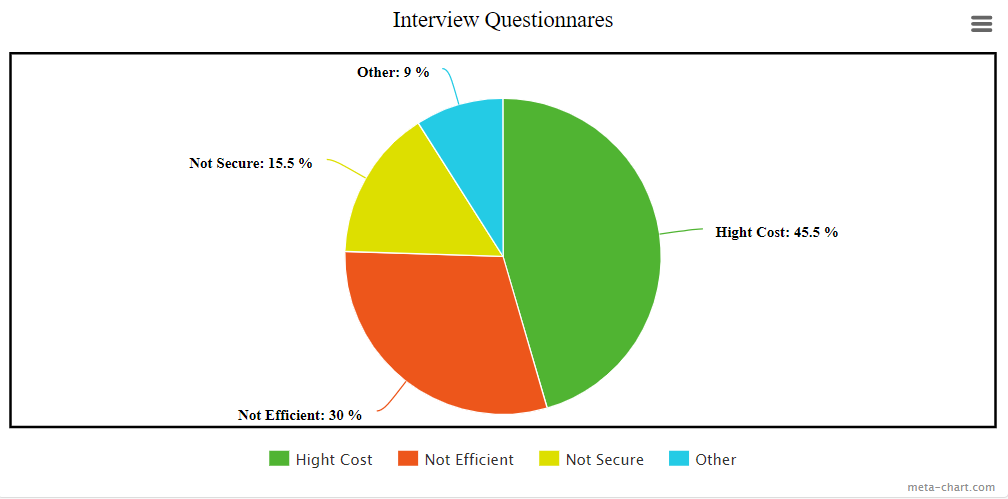 Interview Questionnares
Other: 9 %
Not Secure: 15.5 %
Hight Cost: 45.5 %
Not Efficient: 30 %
Hight Cost Not Efficient Not Secure Other
meta-chart.com